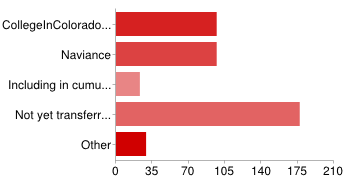 CollegeInColorado...
Naviance
Including in cumu...
Not yet transferr...
Other
0 35 70 105 140 175 210